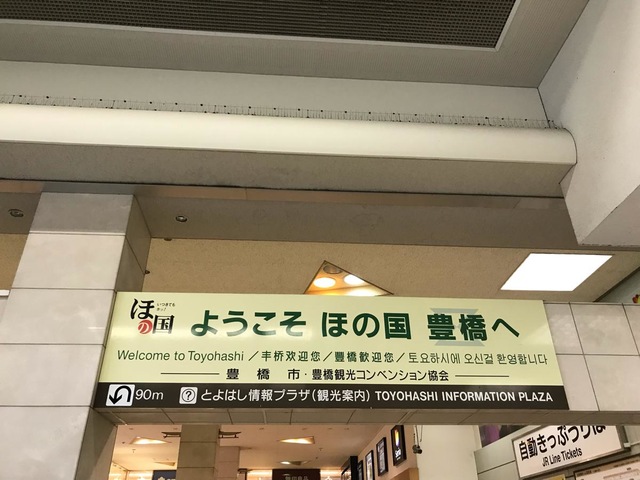 いつまでも
ほの国
ようこそ ほの国 豊橋へ
Welcome to Toyohashi／丰桥欢迎您／豐橋歡迎您／토요하시에 오신걸 환영합니다
豊橋市・豊橋観光コンベンション協会
90m ? とよはし情報プラザ(観光案内) TOYOHASHI INFORMATION PLAZA
自動きっぷうりば
JR Line Tickets